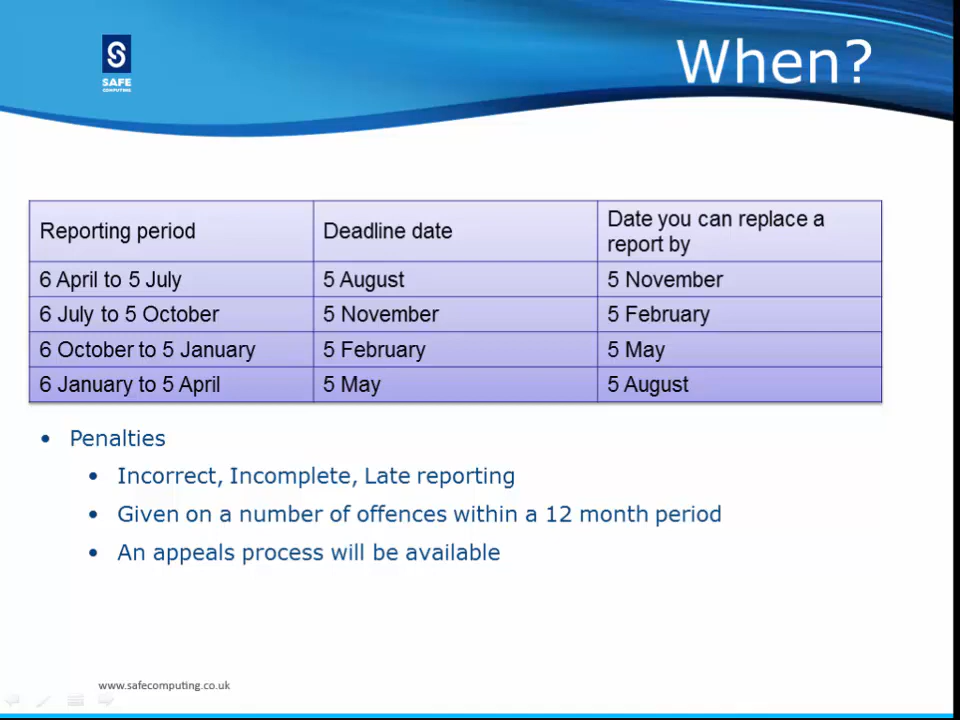 SAFE
COMPUTING
When?
Reporting period Deadline date Date you can replace a report by
6 April to 5 July 5 August 5 November
6 July to 5 October 5 November 5 February
6 October to 5 January 5 February 5 May
6 January to 5 April 5 May 5 August
• Penalties
• Incorrect, Incomplete, Late reporting
• Given on a number of offences within a 12 month period
• An appeals process will be available
www.safecomputing.co.uk